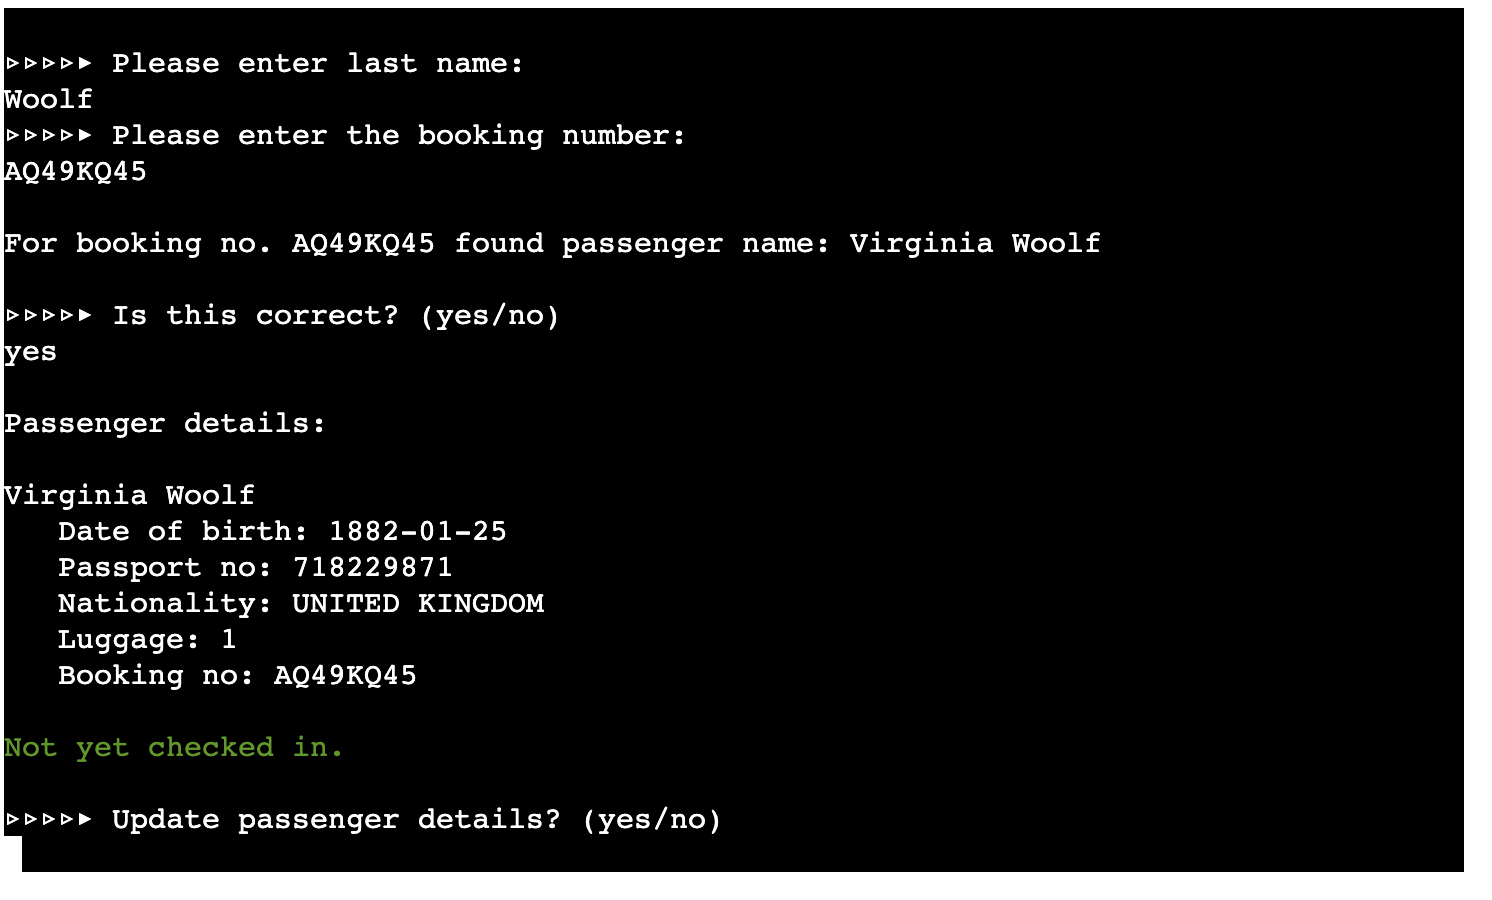 ▹▹▹▹▸ Please enter last name:
Woolf
▹▹▹▹▸ Please enter the booking number:
AQ49KQ45
For booking no. AQ49KQ45 found passenger name: Virginia Woolf
▹▹▹▹▸ Is this correct? (yes/no)
yes
Passenger details:
Virginia Woolf
   Date of birth: 1882-01-25
   Passport no: 718229871
   Nationality: UNITED KINGDOM
   Luggage: 1
   Booking no: AQ49KQ45
Not yet checked in.
▹▹▹▹▸ Update passenger details? (yes/no)